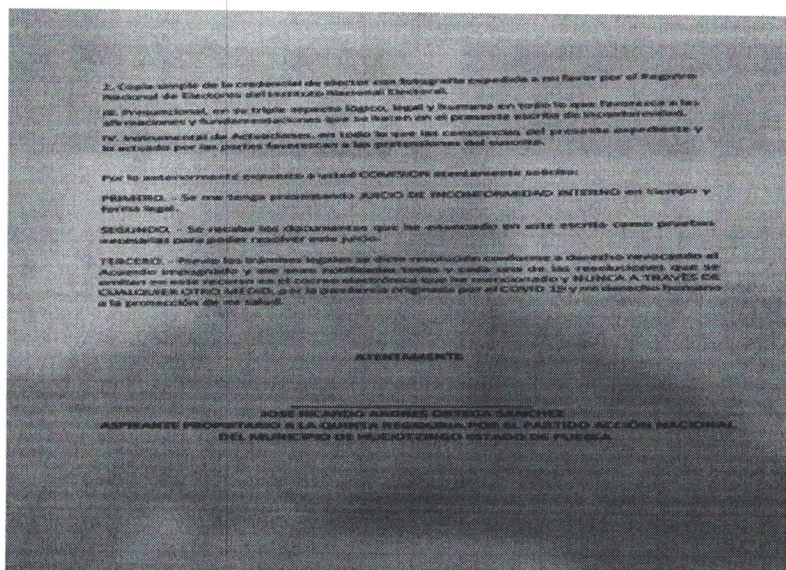 2. Copia simple de la credencial de elector con fotografía expedida a mi favor por el Registro
Nacional de Electores del Instituto Nacional Electoral.
III. Presuncional, en su triple aspecto lógico, legal y humano en todo lo que favorezca a las
afirmaciones y fundamentaciones que se hacen en el presente escrito de inconformidad.
IV. Instrumental de Actuaciones, en todo lo que las constancias del presente expediente y
lo actuado por las partes favorezcan a las pretensiones del suscrito.
Por lo anteriormente expuesto a usted COMISIÓN atentamente solicito:
PRIMERO. - Se me tenga presentando JUICIO DE INCONFORMIDAD INTERNO en tiempo y
forma legal.
SEGUNDO. - Se recabe los documentos que he enunciado en este escrito como pruebas
necesarias para poder resolver este juicio.
TERCERO. - Previo los trámites legales se dicte resolución conforme a derecho revocando el
Acuerdo impugnado y me sean notificadas todas y cada una de las resoluciones que se
emitan en este recurso en el correo electrónico que he mencionado y NUNCA A TRAVÉS DE
CUALQUIER OTRO MEDIO, por la pandemia originada por el COVID 19 y mi derecho humano
a la protección de mi salud.
ATENTAMENTE
JOSÉ RICARDO ANDRÉS ORTEGA SÁNCHEZ
ASPIRANTE PROPIETARIO A LA QUINTA REGIDURIA POR EL PARTIDO ACCIÓN NACIONAL
DEL MUNICIPIO DE HUEJOTZINGO ESTADO DE PUEBLA